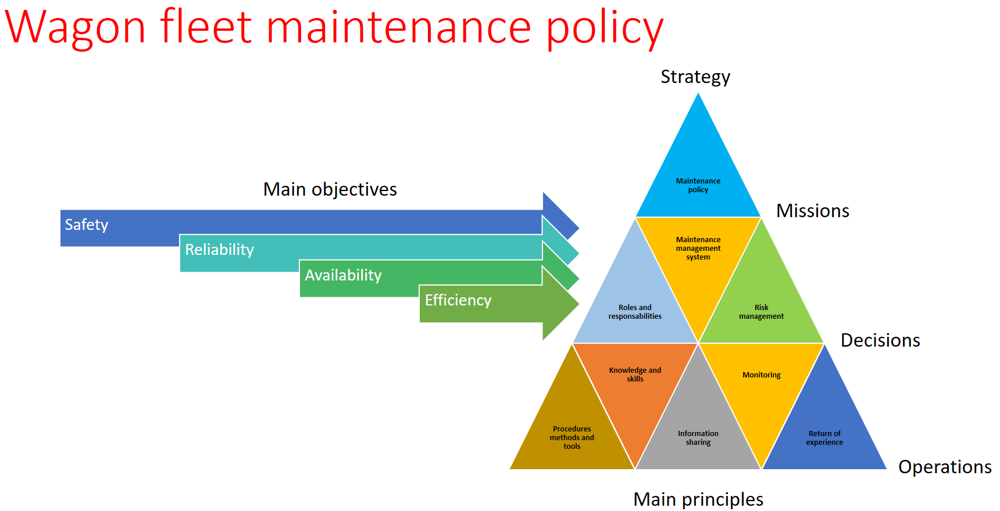 Wagon fleet maintenance policy
Strategy
Main objectives
Safety
Reliability
Availability
Efficiency
Maintenance
policy
Missions
Maintenance
management
system
Roles and
responsabilities
Risk
management
Decisions
Knowledge and
skills
Monitoring
Procedures
methods and
tools
Information
sharing
Return of
experience
Operations
Main principles